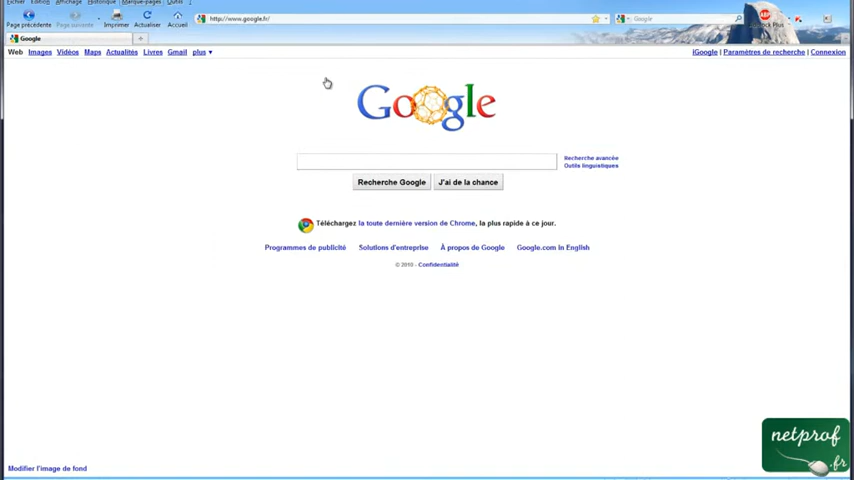 Fichier Edition Affichage Historique Marque-pages Outils ?
Page précédente Page suivante Imprimer Actualiser Accueil http://www.google.fr/ Google
Google
Web Images Vidéos Maps Actualités Livres Gmail plus iGoogle Paramètres de recherche Connexion
Google
Recherche avancée
Outils linguistiques
Recherche Google J'ai de la chance
Téléchargez la toute dernière version de Chrome, la plus rapide à ce jour.
Programmes de publicité Solutions d'entreprise À propos de Google Google.com in English
© 2010 - Confidentialité
netprof
.fr
Modifier l'image de fond